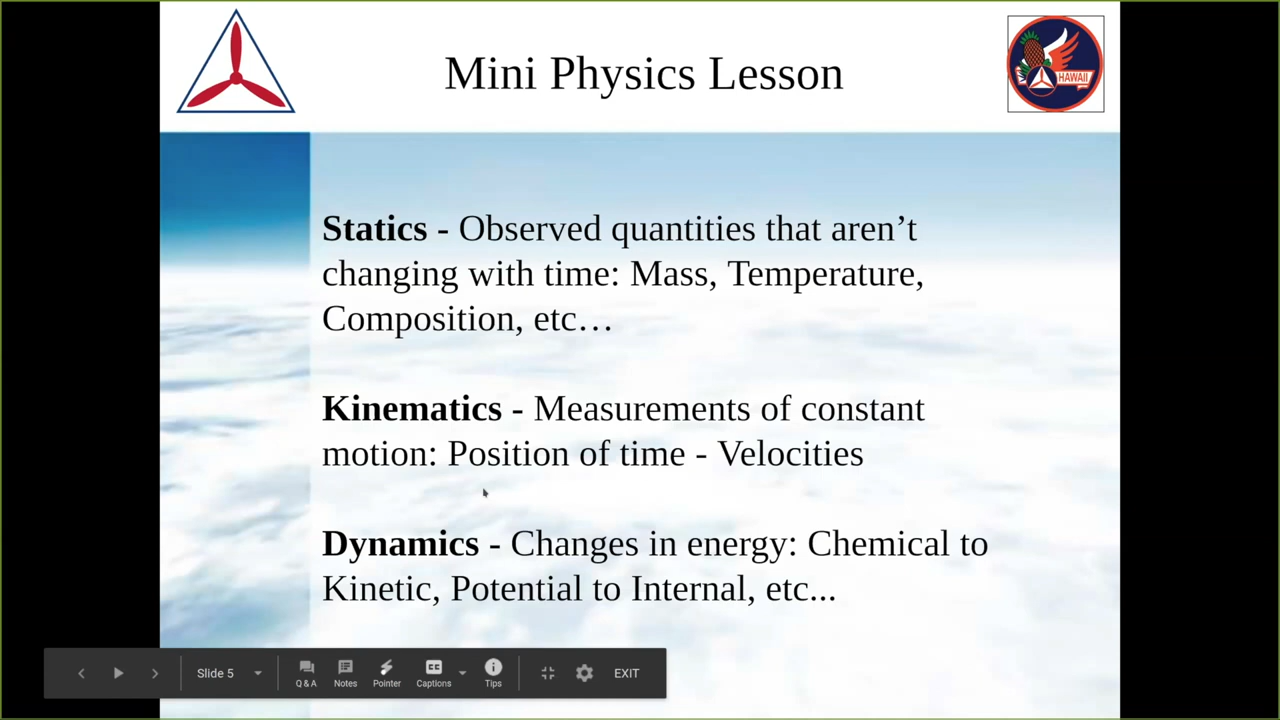 Mini Physics Lesson
HAWAII
Statics - Observed quantities that aren’t
changing with time: Mass, Temperature,
Composition, etc…
Kinematics - Measurements of constant
motion: Position of time - Velocities
Dynamics - Changes in energy: Chemical to
Kinetic, Potential to Internal, etc...
Slide 5
Q & A
Notes
Pointer
CC
Captions
Tips
EXIT